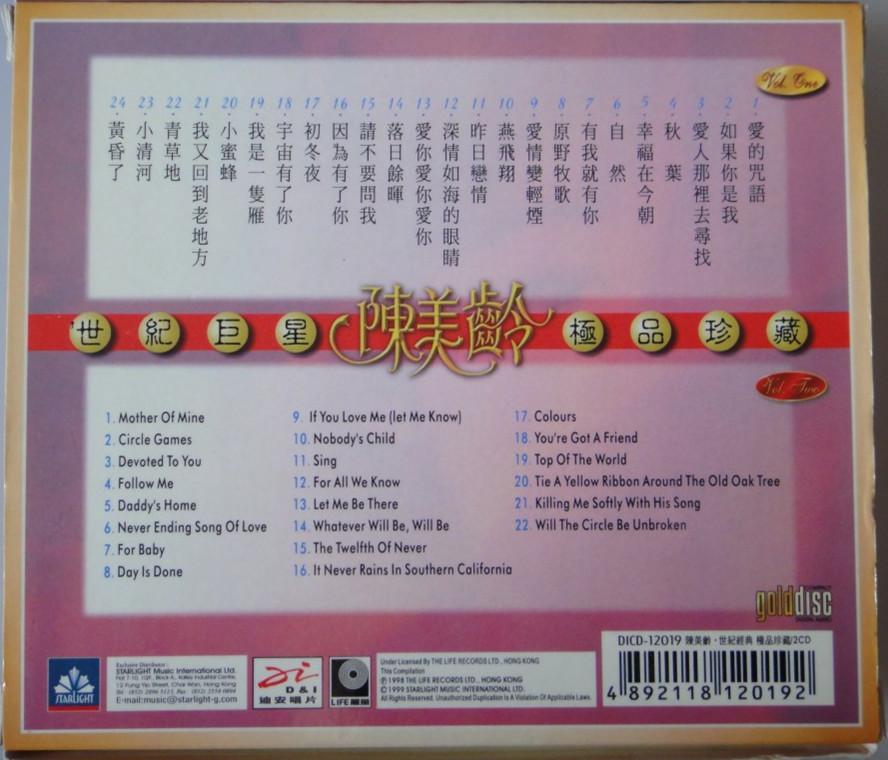 Vol. One
1.愛的咒語
2.如果你是我
3.愛人那裡去尋找
4.秋 葉
5.幸福在今朝
6.自 然
7.有我就有你
8.原野牧歌
9.愛情變輕煙
10.燕飛翔
11.昨日戀情
12.深情如海的眼睛
13.愛你愛你愛你
14.落日餘暉
15.請不要問我
16.因為有了你
17.初冬夜
18.宇宙有了你
19.我是一隻雁
20.小蜜蜂
21.我又回到老地方
22.青草地
23.小清河
24.黃昏了
世紀巨星 陳美齡 極品珍藏
Vol. Two
1. Mother Of Mine
2. Circle Games
3. Devoted To You
4. Follow Me
5. Daddy's Home
6. Never Ending Song Of Love
7. For Baby
8. Day Is Done
9. If You Love Me (let Me Know)
10. Nobody's Child
11. Sing
12. For All We Know
13. Let Me Be There
14. Whatever Will Be, Will Be
15. The Twelfth Of Never
16. It Never Rains In Southern California
17. Colours
18. You're Got A Friend
19. Top Of The World
20. Tie A Yellow Ribbon Around The Old Oak Tree
21. Killing Me Softly With His Song
22. Will The Circle Be Unbroken
COMPACT
golddisc
DIGITAL AUDIO
STARLIGHT
Exclusive Distributor:
STARLIGHT Music International Ltd.
12 Fung Yip Street, Chai Wan, Hong Kong
E-mail:music@starlight-g.com
D & I
迪安唱片
LIFE 麗風
Under Licensed By THE LIFE RECORDS LTD., HONG KONG
This Compilation
Ⓟ 1998 THE LIFE RECORDS LTD., HONG KONG
© 1999 STARLIGHT MUSIC INTERNATIONAL LTD.
All Rights Reserved. Unauthorized Duplication Is A Violation Of Applicable Laws.
DICD-12019 陳美齡·世紀經典 極品珍藏/2CD
4 892118 120192